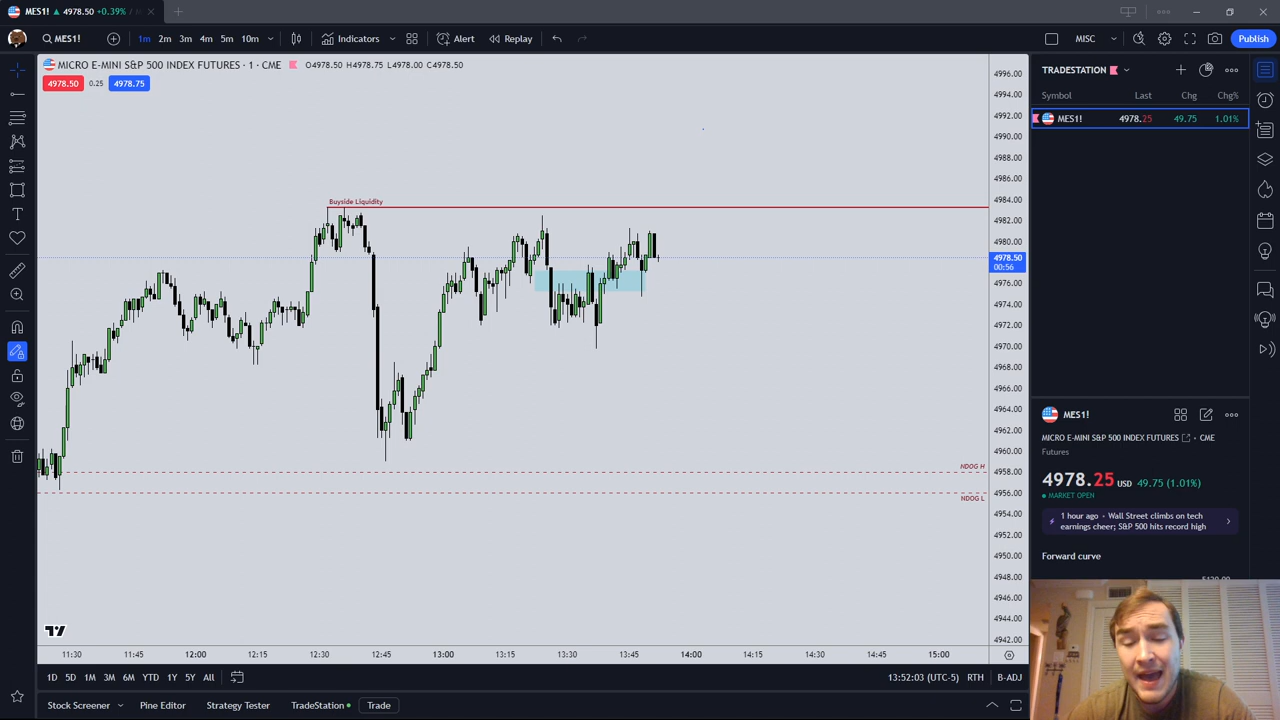 MES1! ▲ 4978.50 +0.39% /
MES1!
1m 2m 3m 4m 5m 10m
Indicators
Alert
Replay
MISC
Publish
MICRO E-MINI S&P 500 INDEX FUTURES · 1 · CME
O4978.50 H4978.75 L4978.00 C4978.50
4978.50 0.25 4978.75
Buyside Liquidity
NDOG H
NDOG L
4996.00
4994.00
4992.00
4990.00
4988.00
4986.00
4984.00
4982.00
4980.00
4978.50
00:56
4976.00
4974.00
4972.00
4970.00
4968.00
4966.00
4964.00
4962.00
4960.00
4958.00
4956.00
4954.00
4952.00
4950.00
4948.00
4946.00
4944.00
4942.00
11:30 11:45 12:00 12:15 12:30 12:45 13:00 13:15 13:30 13:45 14:00 14:15 14:30 14:45 15:00
1D 5D 1M 3M 6M YTD 1Y 5Y All
13:52:03 (UTC-5) RTH B-ADJ
Stock Screener Pine Editor Strategy Tester TradeStation Trade
TRADESTATION
Symbol Last Chg Chg%
MES1! 4978.25 49.75 1.01%
MES1!
MICRO E-MINI S&P 500 INDEX FUTURES · CME
Futures
4978.25 USD 49.75 (1.01%)
MARKET OPEN
1 hour ago · Wall Street climbs on tech
earnings cheer; S&P 500 hits record high
Forward curve